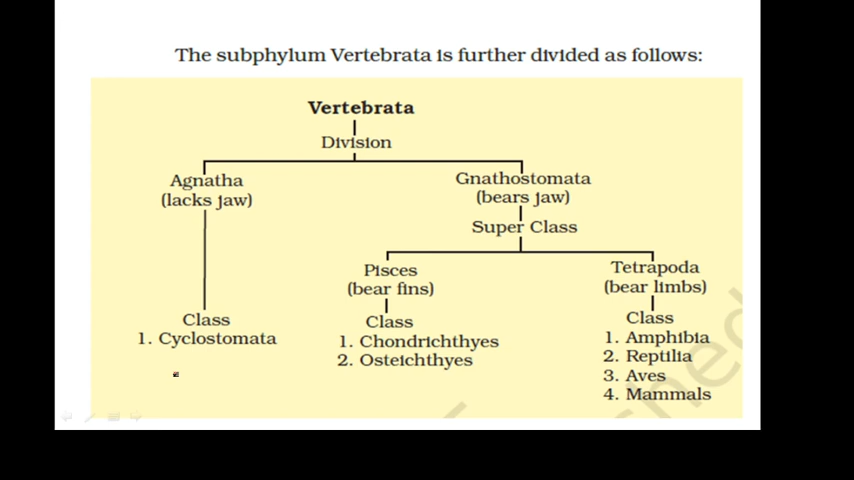 The subphylum Vertebrata is further divided as follows:
Vertebrata
Division
Agnatha
(lacks jaw)
Gnathostomata
(bears jaw)
Super Class
Pisces
(bear fins)
Tetrapoda
(bear limbs)
Class
1. Cyclostomata
Class
1. Chondrichthyes
2. Osteichthyes
Class
1. Amphibia
2. Reptilia
3. Aves
4. Mammals